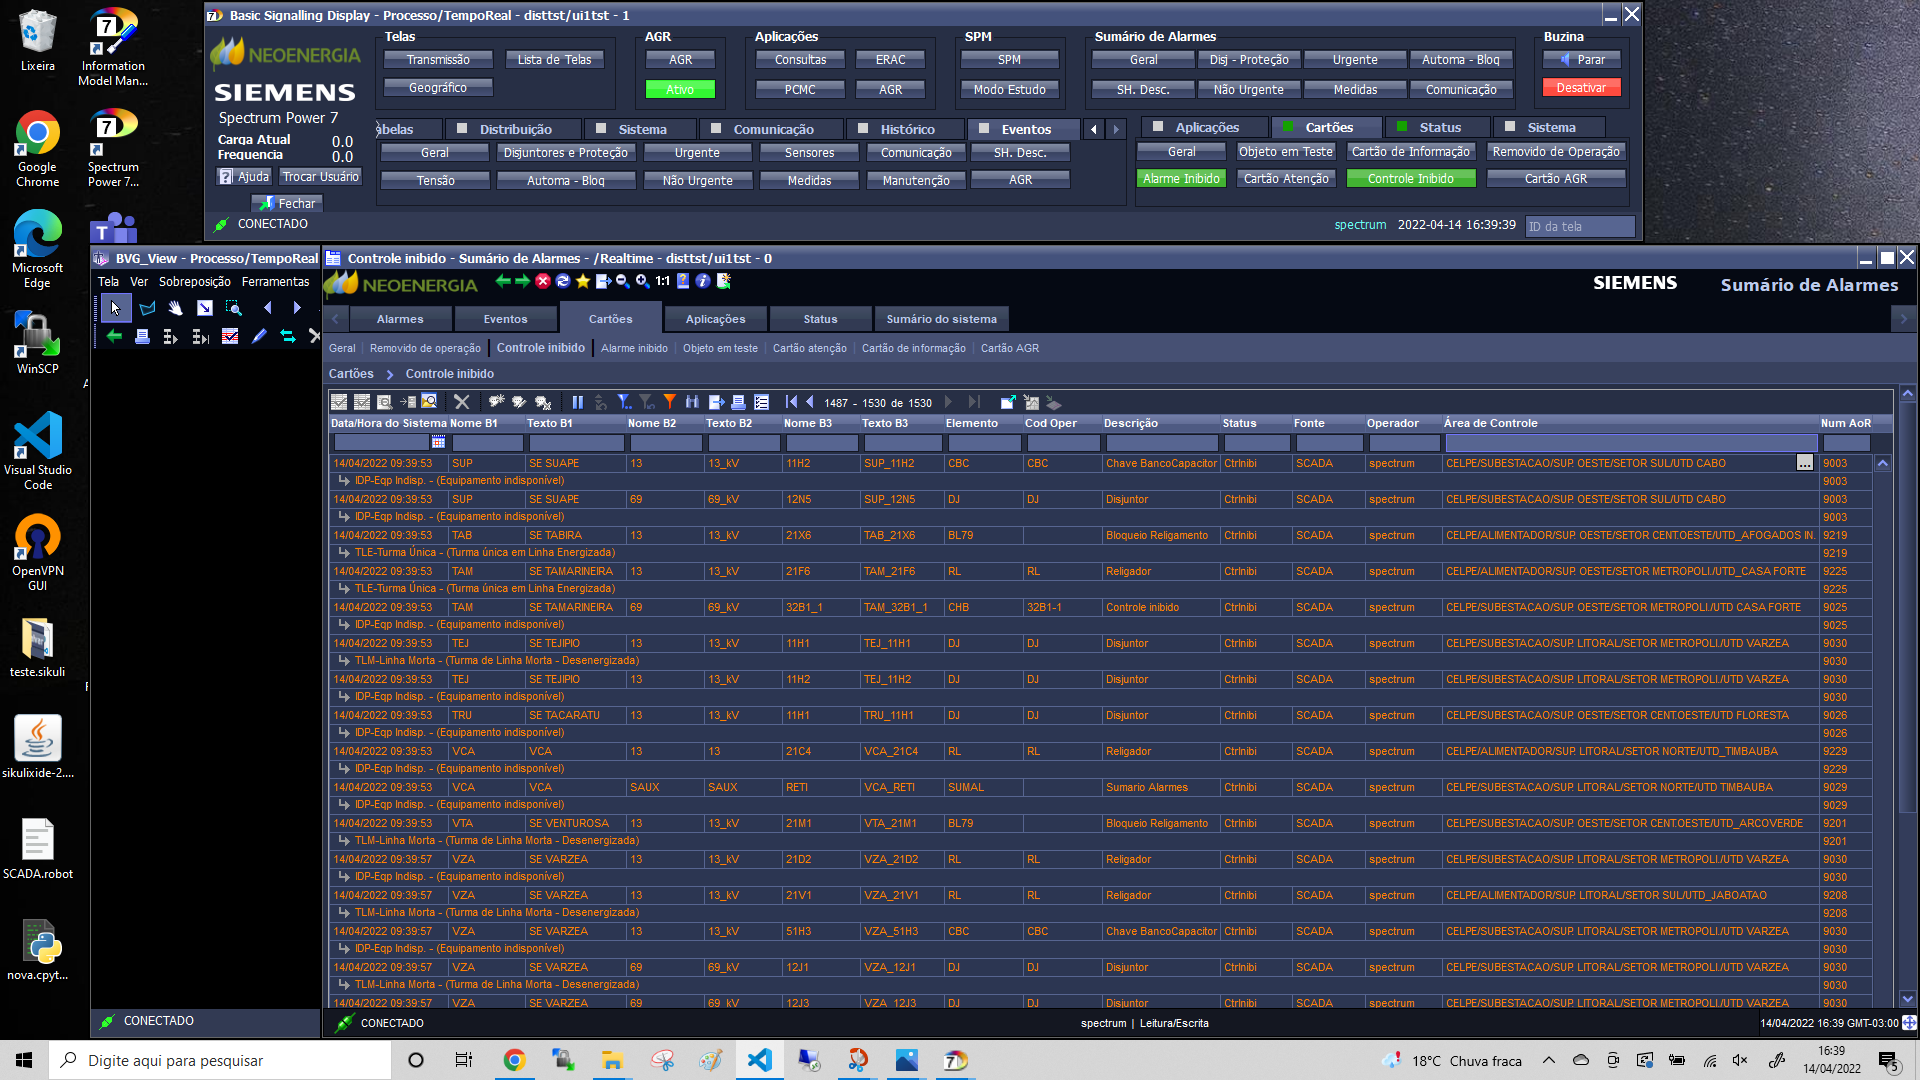 Lixeira
Information
Model Man...
Google
Chrome
Spectrum
Power 7...
Microsoft
Edge
WinSCP
Visual Studio
Code
OpenVPN
GUI
teste.sikuli
sikulixide-2....
SCADA.robot
nova.cpyt...
Basic Signalling Display - Processo/TempoReal - disttst/ui1tst - 1
NEOENERGIA
SIEMENS
Spectrum Power 7
Carga Atual 0.0
Frequencia 0.0
Ajuda Trocar Usuário
Fechar
CONECTADO
Telas
Transmissão Lista de Telas
Geográfico
AGR
AGR
Ativo
Aplicações
Consultas ERAC
PCMC AGR
SPM
SPM
Modo Estudo
Sumário de Alarmes
Geral Disj - Proteção Urgente Automa - Bloq
SH. Desc. Não Urgente Medidas Comunicação
Buzina
Parar
Desativar
abelas Distribuição Sistema Comunicação Histórico Eventos
Geral Disjuntores e Proteção Urgente Sensores Comunicação SH. Desc.
Tensão Automa - Bloq Não Urgente Medidas Manutenção AGR
Aplicações Cartões Status Sistema
Geral Objeto em Teste Cartão de Informação Removido de Operação
Alarme Inibido Cartão Atenção Controle Inibido Cartão AGR
spectrum 2022-04-14 16:39:39 ID da tela
BVG_View - Processo/TempoReal
Tela Ver Sobreposição Ferramentas
CONECTADO
Controle inibido - Sumário de Alarmes - /Realtime - disttst/ui1tst - 0
NEOENERGIA 1:1 SIEMENS Sumário de Alarmes
Alarmes Eventos Cartões Aplicações Status Sumário do sistema
Geral Removido de operação Controle inibido Alarme inibido Objeto em teste Cartão atenção Cartão de informação Cartão AGR
Cartões Controle inibido
1487 - 1530 de 1530
Data/Hora do Sistema Nome B1 Texto B1 Nome B2 Texto B2 Nome B3 Texto B3 Elemento Cod Oper Descrição Status Fonte Operador Área de Controle Num AoR
14/04/2022 09:39:53 SUP SE SUAPE 13 13_kV 11H2 SUP_11H2 CBC CBC Chave BancoCapacitor CtrInibi SCADA spectrum CELPE/SUBESTACAO/SUP. OESTE/SETOR SUL/UTD CABO ... 9003
IDP-Eqp Indisp. - (Equipamento indisponível) 9003
14/04/2022 09:39:53 SUP SE SUAPE 69 69_kV 12N5 SUP_12N5 DJ DJ Disjuntor CtrInibi SCADA spectrum CELPE/SUBESTACAO/SUP. OESTE/SETOR SUL/UTD CABO 9003
IDP-Eqp Indisp. - (Equipamento indisponível) 9003
14/04/2022 09:39:53 TAB SE TABIRA 13 13_kV 21X6 TAB_21X6 BL79 Bloqueio Religamento CtrInibi SCADA spectrum CELPE/ALIMENTADOR/SUP. OESTE/SETOR CENT.OESTE/UTD_AFOGADOS IN. 9219
TLE-Turma Única - (Turma única em Linha Energizada) 9219
14/04/2022 09:39:53 TAM SE TAMARINEIRA 13 13_kV 21F6 TAM_21F6 RL RL Religador CtrInibi SCADA spectrum CELPE/ALIMENTADOR/SUP. OESTE/SETOR METROPOLI./UTD_CASA FORTE 9225
TLE-Turma Única - (Turma única em Linha Energizada) 9225
14/04/2022 09:39:53 TAM SE TAMARINEIRA 69 69_kV 32B1_1 TAM_32B1_1 CHB 32B1-1 Controle inibido CtrInibi SCADA spectrum CELPE/SUBESTACAO/SUP. OESTE/SETOR METROPOLI./UTD CASA FORTE 9025
IDP-Eqp Indisp. - (Equipamento indisponível) 9025
14/04/2022 09:39:53 TEJ SE TEJIPIO 13 13_kV 11H1 TEJ_11H1 DJ DJ Disjuntor CtrInibi SCADA spectrum CELPE/SUBESTACAO/SUP. LITORAL/SETOR METROPOLI./UTD VARZEA 9030
TLM-Linha Morta - (Turma de Linha Morta - Desenergizada) 9030
14/04/2022 09:39:53 TEJ SE TEJIPIO 13 13_kV 11H2 TEJ_11H2 DJ DJ Disjuntor CtrInibi SCADA spectrum CELPE/SUBESTACAO/SUP. LITORAL/SETOR METROPOLI./UTD VARZEA 9030
IDP-Eqp Indisp. - (Equipamento indisponível) 9030
14/04/2022 09:39:53 TRU SE TACARATU 13 13_kV 11H1 TRU_11H1 DJ DJ Disjuntor CtrInibi SCADA spectrum CELPE/SUBESTACAO/SUP. OESTE/SETOR CENT.OESTE/UTD FLORESTA 9026
IDP-Eqp Indisp. - (Equipamento indisponível) 9026
14/04/2022 09:39:53 VCA VCA 13 13 21C4 VCA_21C4 RL RL Religador CtrInibi SCADA spectrum CELPE/ALIMENTADOR/SUP. LITORAL/SETOR NORTE/UTD_TIMBAUBA 9229
IDP-Eqp Indisp. - (Equipamento indisponível) 9229
14/04/2022 09:39:53 VCA VCA SAUX SAUX RETI VCA_RETI SUMAL Sumario Alarmes CtrInibi SCADA spectrum CELPE/SUBESTACAO/SUP. LITORAL/SETOR NORTE/UTD TIMBAUBA 9029
IDP-Eqp Indisp. - (Equipamento indisponível) 9029
14/04/2022 09:39:53 VTA SE VENTUROSA 13 13_kV 21M1 VTA_21M1 BL79 Bloqueio Religamento CtrInibi SCADA spectrum CELPE/SUBESTACAO/SUP. OESTE/SETOR CENT.OESTE/UTD_ARCOVERDE 9201
TLM-Linha Morta - (Turma de Linha Morta - Desenergizada) 9201
14/04/2022 09:39:57 VZA SE VARZEA 13 13_kV 21D2 VZA_21D2 RL RL Religador CtrInibi SCADA spectrum CELPE/SUBESTACAO/SUP. LITORAL/SETOR METROPOLI./UTD VARZEA 9030
IDP-Eqp Indisp. - (Equipamento indisponível) 9030
14/04/2022 09:39:57 VZA SE VARZEA 13 13_kV 21V1 VZA_21V1 RL RL Religador CtrInibi SCADA spectrum CELPE/ALIMENTADOR/SUP. LITORAL/SETOR SUL/UTD_JABOATAO 9208
TLM-Linha Morta - (Turma de Linha Morta - Desenergizada) 9208
14/04/2022 09:39:57 VZA SE VARZEA 13 13_kV 51H3 VZA_51H3 CBC CBC Chave BancoCapacitor CtrInibi SCADA spectrum CELPE/SUBESTACAO/SUP. LITORAL/SETOR METROPOLI./UTD VARZEA 9030
IDP-Eqp Indisp. - (Equipamento indisponível) 9030
14/04/2022 09:39:57 VZA SE VARZEA 69 69_kV 12J1 VZA_12J1 DJ DJ Disjuntor CtrInibi SCADA spectrum CELPE/SUBESTACAO/SUP. LITORAL/SETOR METROPOLI./UTD VARZEA 9030
TLM-Linha Morta - (Turma de Linha Morta - Desenergizada) 9030
14/04/2022 09:39:57 VZA SE VARZEA 69 69_kV 12J3 VZA_12J3 DJ DJ Disjuntor CtrInibi SCADA spectrum CELPE/SUBESTACAO/SUP. LITORAL/SETOR METROPOLI./UTD VARZEA 9030
CONECTADO spectrum | Leitura/Escrita 14/04/2022 16:39 GMT-03:00
Digite aqui para pesquisar
18°C Chuva fraca
16:39
14/04/2022
5